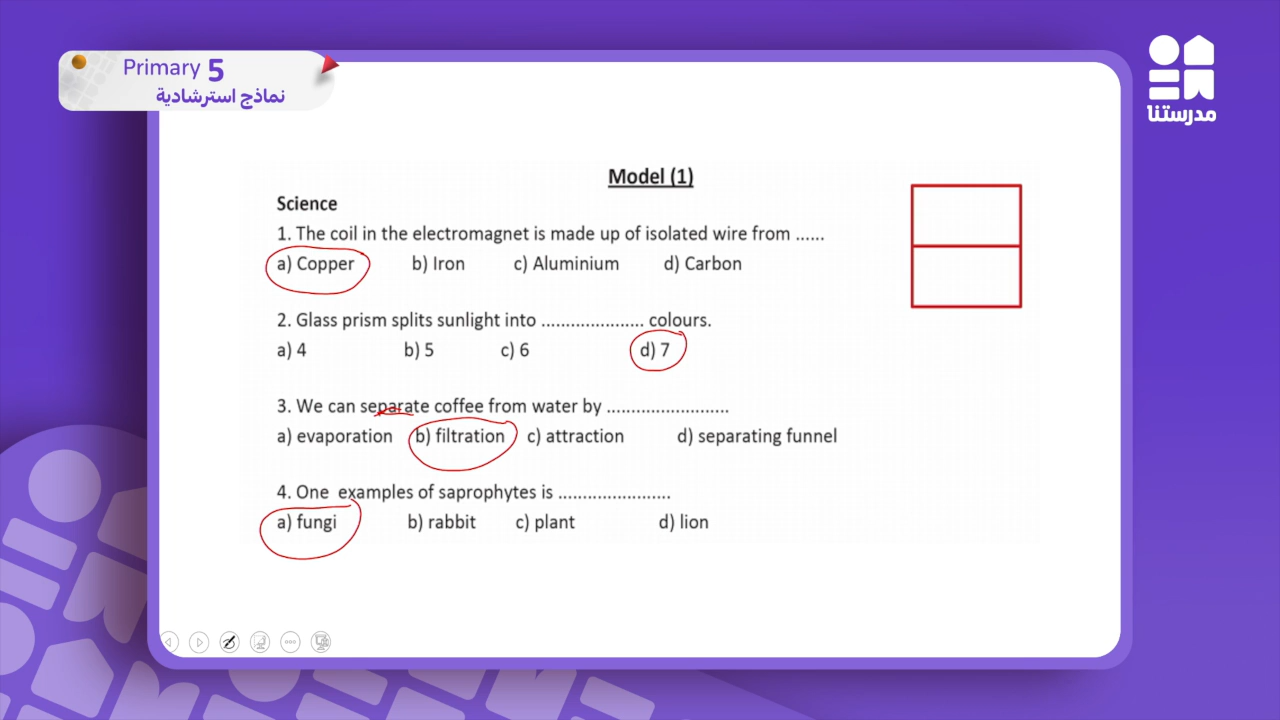 Primary 5
نماذج استرشادية
مدرستنا
Model (1)
Science
1. The coil in the electromagnet is made up of isolated wire from ......
a) Copper b) Iron c) Aluminium d) Carbon
2. Glass prism splits sunlight into ..................... colours.
a) 4 b) 5 c) 6 d) 7
3. We can separate coffee from water by .........................
a) evaporation b) filtration c) attraction d) separating funnel
4. One examples of saprophytes is .......................
a) fungi b) rabbit c) plant d) lion